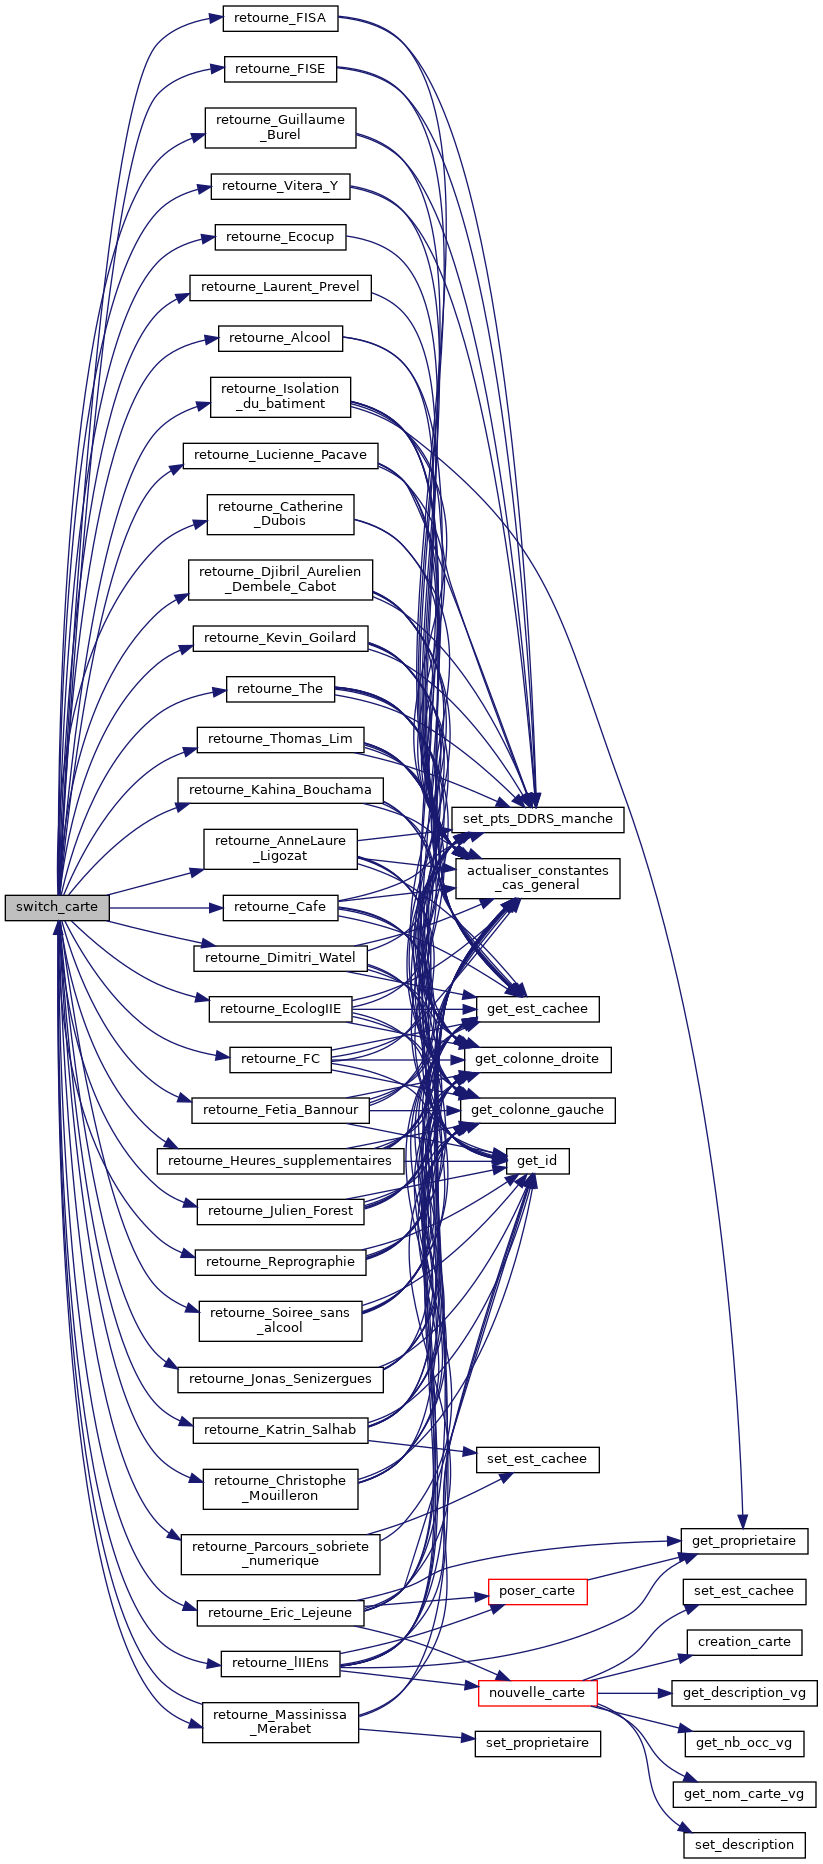 switch_carte
retourne_FISA
retourne_FISE
retourne_Guillaume
_Burel
retourne_Vitera_Y
retourne_Ecocup
retourne_Laurent_Prevel
retourne_Alcool
retourne_Isolation
_du_batiment
retourne_Lucienne_Pacave
retourne_Catherine
_Dubois
retourne_Djibril_Aurelien
_Dembele_Cabot
retourne_Kevin_Goilard
retourne_The
retourne_Thomas_Lim
retourne_Kahina_Bouchama
retourne_AnneLaure
_Ligozat
retourne_Cafe
retourne_Dimitri_Watel
retourne_EcologIIE
retourne_FC
retourne_Fetia_Bannour
retourne_Heures_supplementaires
retourne_Julien_Forest
retourne_Reprographie
retourne_Soiree_sans
_alcool
retourne_Jonas_Senizergues
retourne_Katrin_Salhab
retourne_Christophe
_Mouilleron
retourne_Parcours_sobriete
_numerique
retourne_Eric_Lejeune
retourne_lIIEns
retourne_Massinissa
_Merabet
set_pts_DDRS_manche
actualiser_constantes
_cas_general
get_est_cachee
get_colonne_droite
get_colonne_gauche
get_id
set_est_cachee
poser_carte
nouvelle_carte
set_proprietaire
get_proprietaire
set_est_cachee
creation_carte
get_description_vg
get_nb_occ_vg
get_nom_carte_vg
set_description